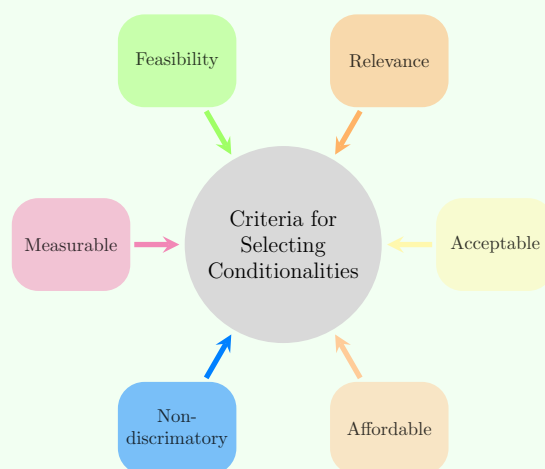 Feasibility
Relevance
Measurable
Criteria for
Selecting
Conditionalities
Acceptable
Non-
discrimatory
Affordable